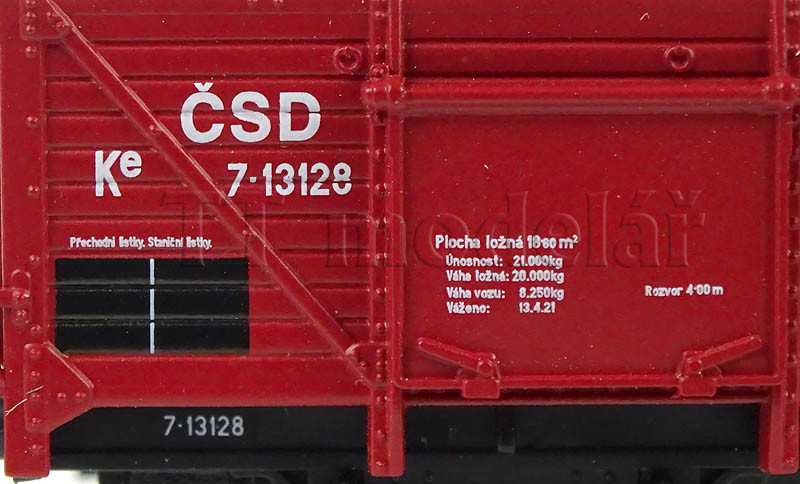 ČSD
Ke
7-13128
Přechodní lístky. Staniční lístky.
Plocha ložná 18·60 m²
Únosnost: 21.000kg
Váha ložná: 20.000kg
Váha vozu: 8.250kg
Váženo: 13.4.21
Rozvor 4·00 m
7-13128
TT modelář